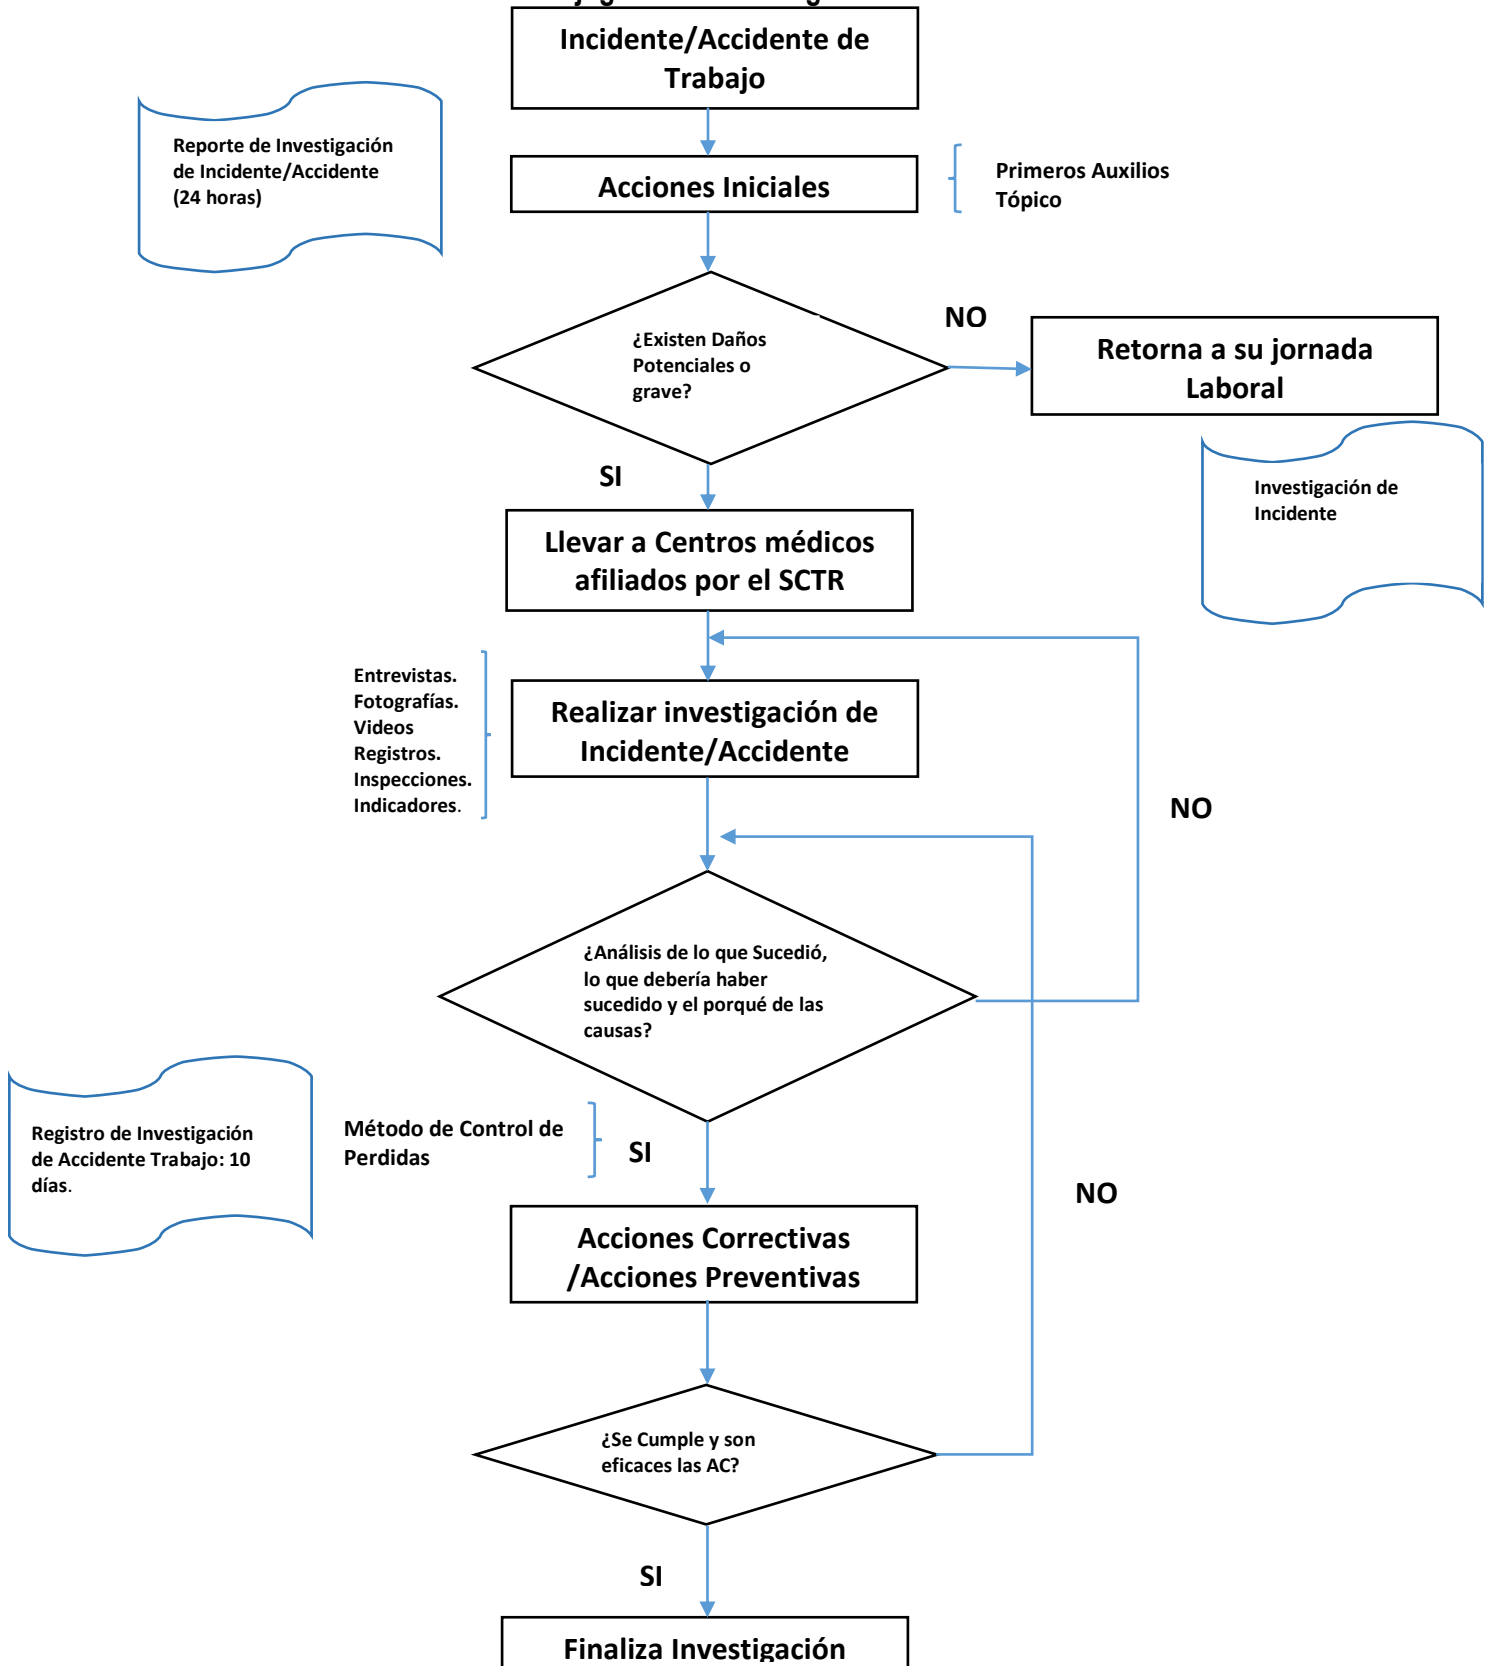 Incidente/Accidente de
Trabajo
Reporte de Investigación
de Incidente/Accidente
(24 horas)
Acciones Iniciales
Primeros Auxilios
Tópico
¿Existen Daños
Potenciales o
grave?
NO
Retorna a su jornada
Laboral
SI
Investigación de
Incidente
Llevar a Centros médicos
afiliados por el SCTR
Entrevistas.
Fotografías.
Videos
Registros.
Inspecciones.
Indicadores.
Realizar investigación de
Incidente/Accidente
NO
¿Análisis de lo que Sucedió,
lo que debería haber
sucedido y el porqué de las
causas?
Registro de Investigación
de Accidente Trabajo: 10
días.
Método de Control de
Perdidas
SI
NO
Acciones Correctivas
/Acciones Preventivas
¿Se Cumple y son
eficaces las AC?
SI
Finaliza Investigación